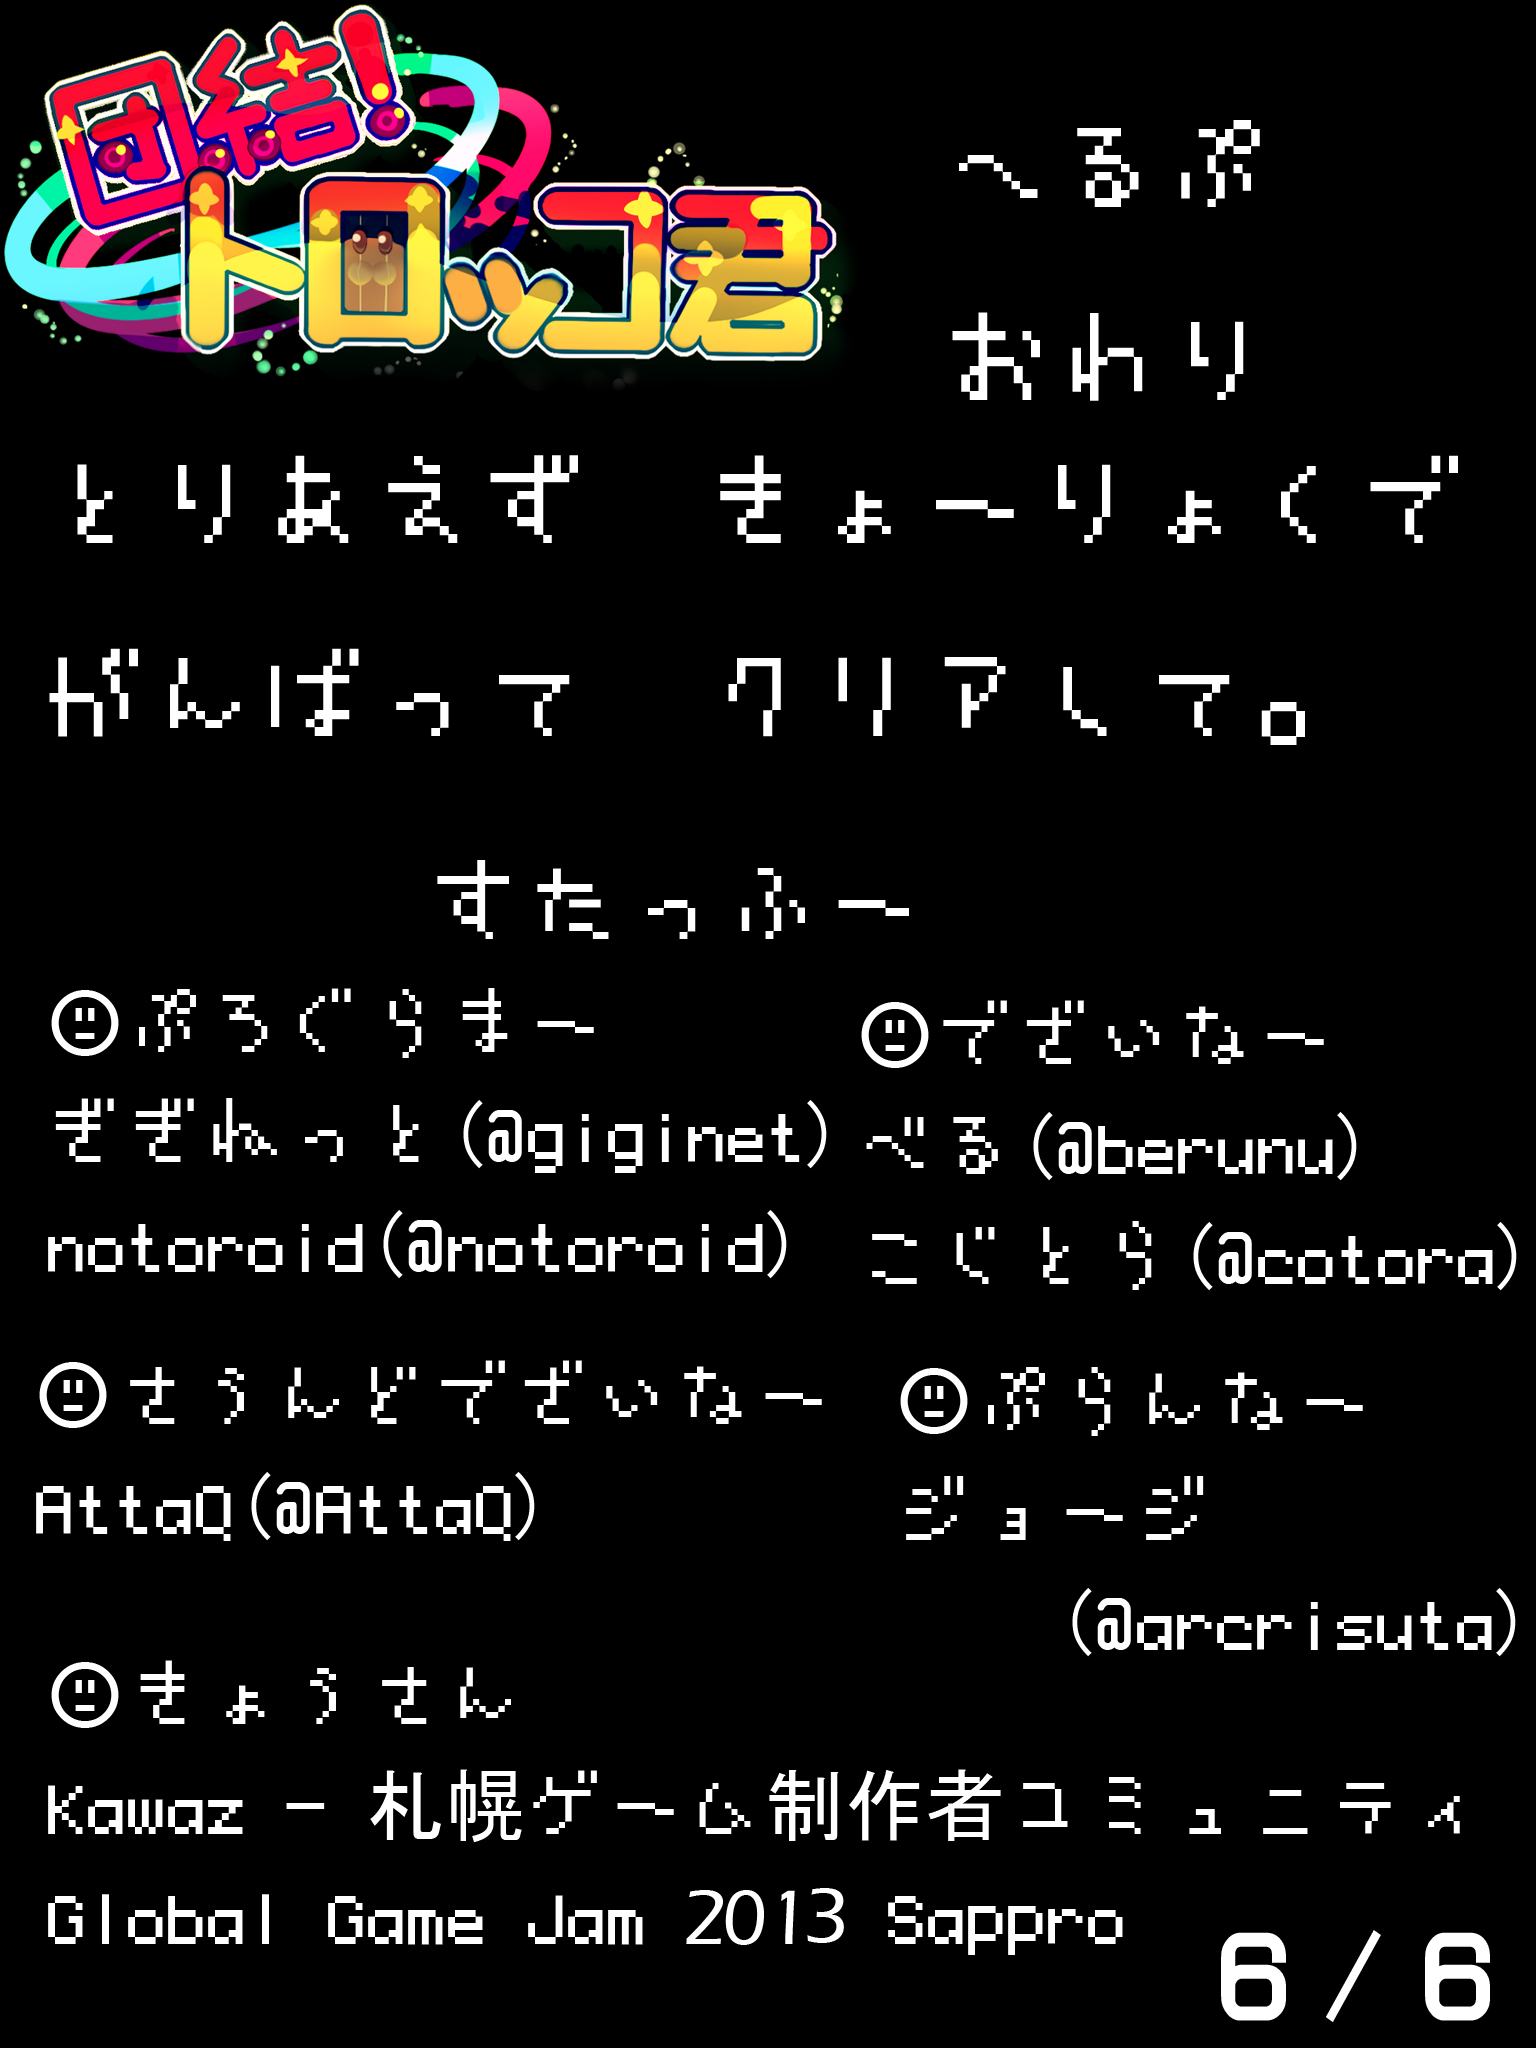 団結!
トロッコ君
へるぷ
おわり
とりあえず　きょーりょくで
がんばって　クリアして。
すたっふー
ぷろぐらまー
ぎぎねっと(@giginet)
notoroid(@notoroid)
でざいなー
べる(@berunu)
こじとら(@cotora)
さうんどでざいなー
AttaQ(@AttaQ)
ぷらんなー
ジョージ
(@arcrisuta)
きょうさん
Kawaz - 札幌ゲーム制作者コミュニティ
Global Game Jam 2013 Sappro
6/6